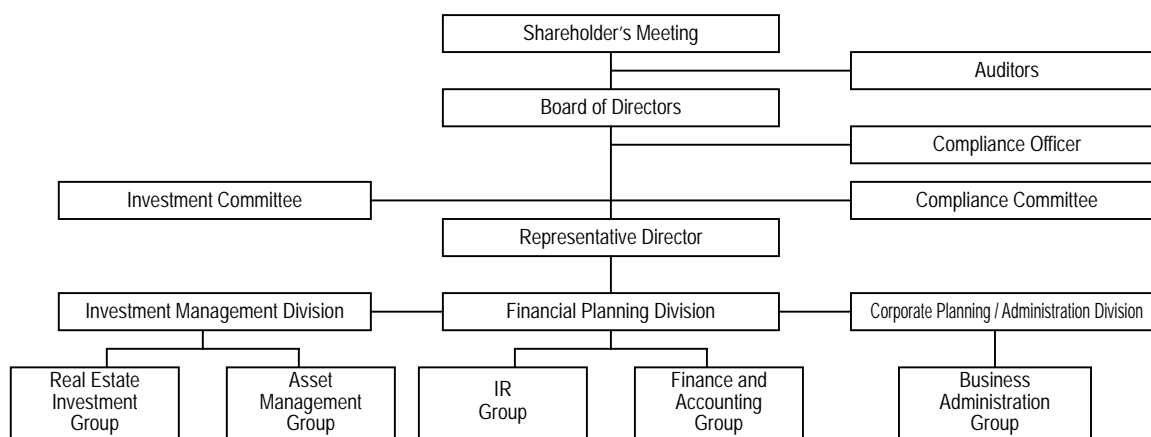 Shareholder's Meeting
Auditors
Board of Directors
Compliance Officer
Investment Committee
Compliance Committee
Representative Director
Investment Management Division
Financial Planning Division
Corporate Planning / Administration Division
Real Estate
Investment
Group
Asset
Management
Group
IR
Group
Finance and
Accounting
Group
Business
Administration
Group